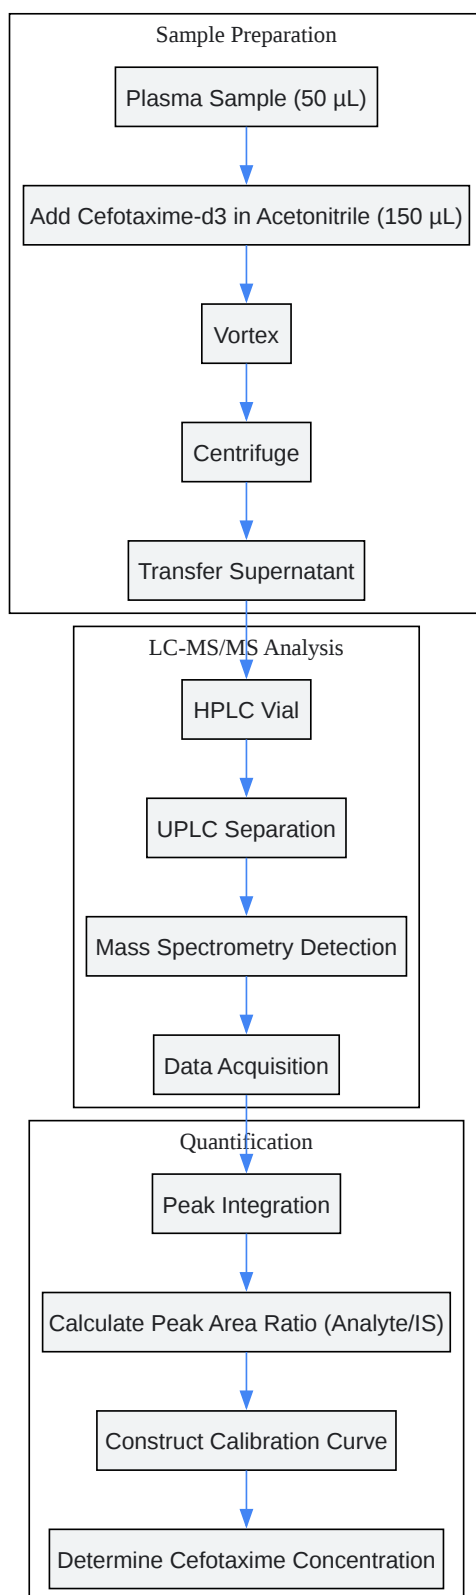 Sample Preparation
Plasma Sample (50 µL)
Add Cefotaxime-d3 in Acetonitrile (150 µL)
Vortex
Centrifuge
Transfer Supernatant
LC-MS/MS Analysis
HPLC Vial
UPLC Separation
Mass Spectrometry Detection
Data Acquisition
Quantification
Peak Integration
Calculate Peak Area Ratio (Analyte/IS)
Construct Calibration Curve
Determine Cefotaxime Concentration